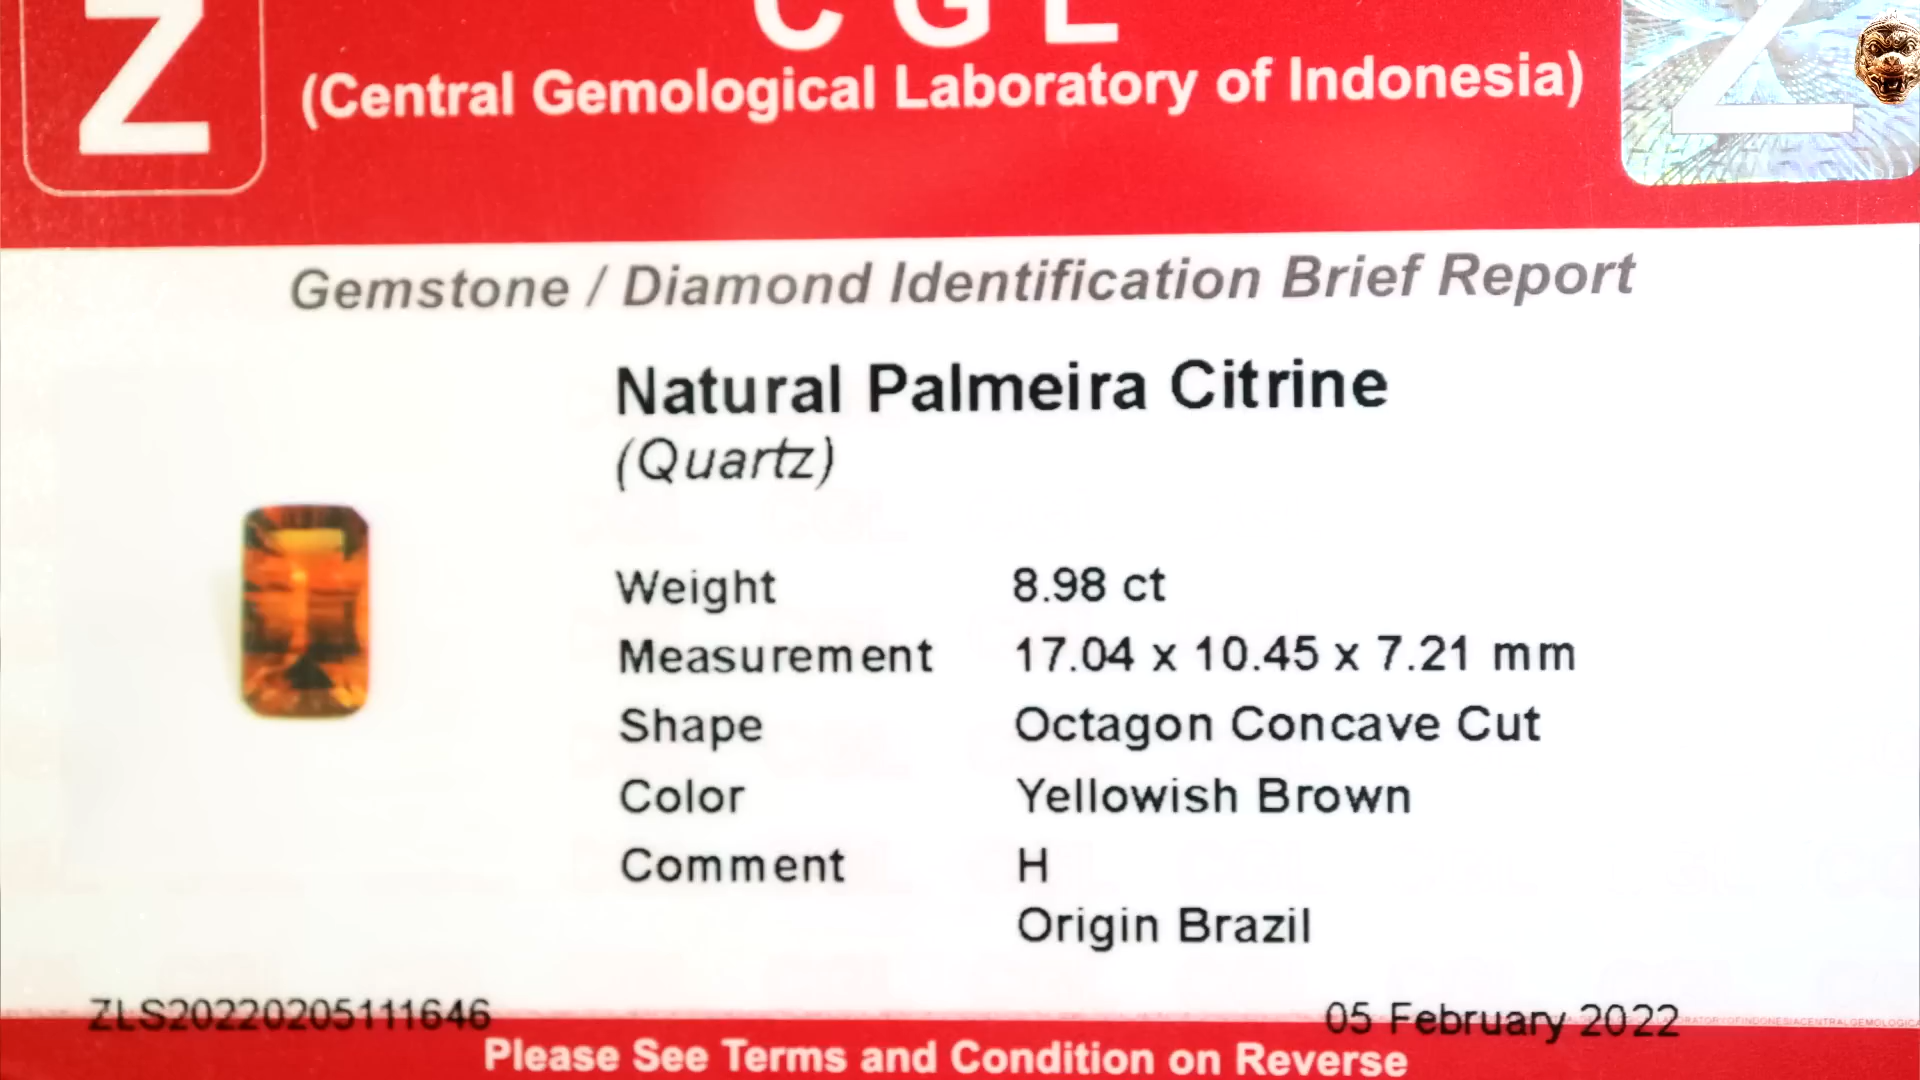 Z
CGL
Z
(Central Gemological Laboratory of Indonesia)
Gemstone / Diamond Identification Brief Report
Natural Palmeira Citrine
(Quartz)
Weight 8.98 ct
Measurement 17.04 x 10.45 x 7.21 mm
Shape Octagon Concave Cut
Color Yellowish Brown
Comment H
Origin Brazil
ZLS20220205111646 05 February 2022
Please See Terms and Condition on Reverse